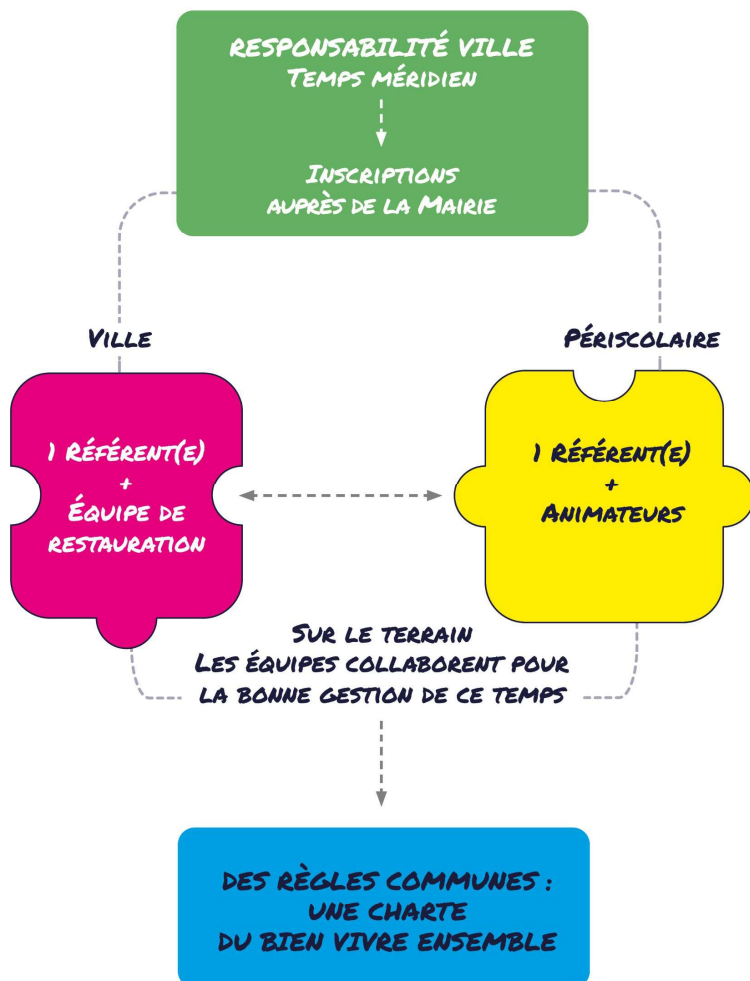 RESPONSABILITÉ VILLE
TEMPS MÉRIDIEN
INSCRIPTIONS
AUPRÈS DE LA MAIRIE
VILLE
PÉRISCOLAIRE
1 RÉFÉRENT(E)
+
ÉQUIPE DE
RESTAURATION
1 RÉFÉRENT(E)
+
ANIMATEURS
SUR LE TERRAIN
LES ÉQUIPES COLLABORENT POUR
LA BONNE GESTION DE CE TEMPS
DES RÈGLES COMMUNES :
UNE CHARTE
DU BIEN VIVRE ENSEMBLE